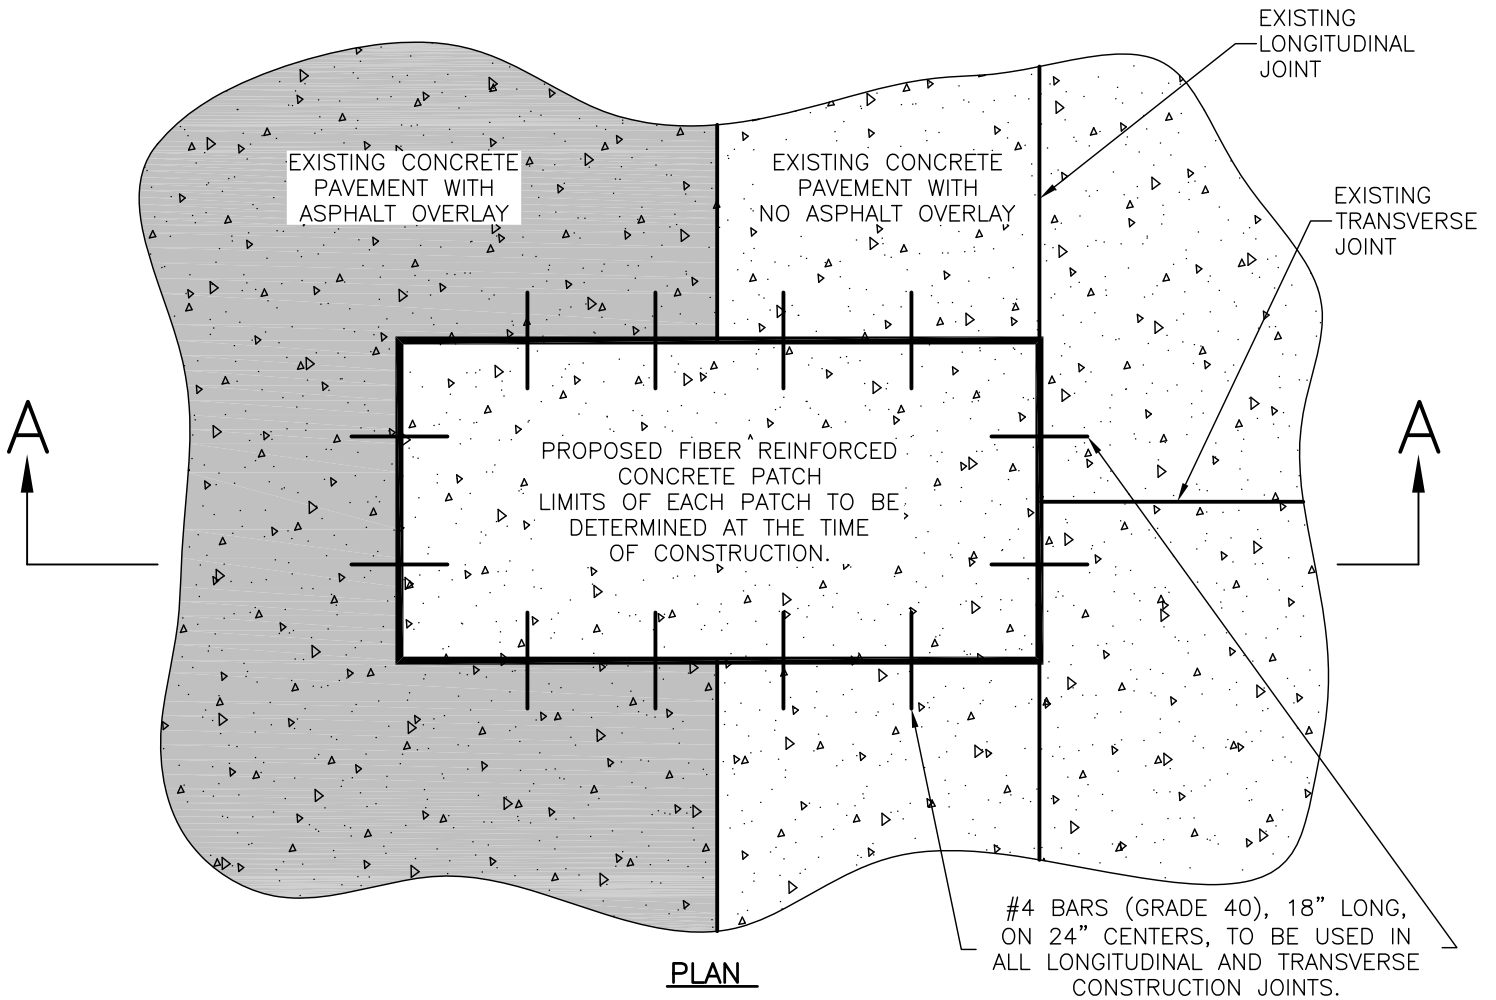 EXISTING
LONGITUDINAL
JOINT
EXISTING CONCRETE
PAVEMENT WITH
ASPHALT OVERLAY
EXISTING CONCRETE
PAVEMENT WITH
NO ASPHALT OVERLAY
EXISTING
TRANSVERSE
JOINT
A
A
PROPOSED FIBER REINFORCED
CONCRETE PATCH
LIMITS OF EACH PATCH TO BE
DETERMINED AT THE TIME
OF CONSTRUCTION.
#4 BARS (GRADE 40), 18” LONG,
ON 24” CENTERS, TO BE USED IN
ALL LONGITUDINAL AND TRANSVERSE
CONSTRUCTION JOINTS.
PLAN